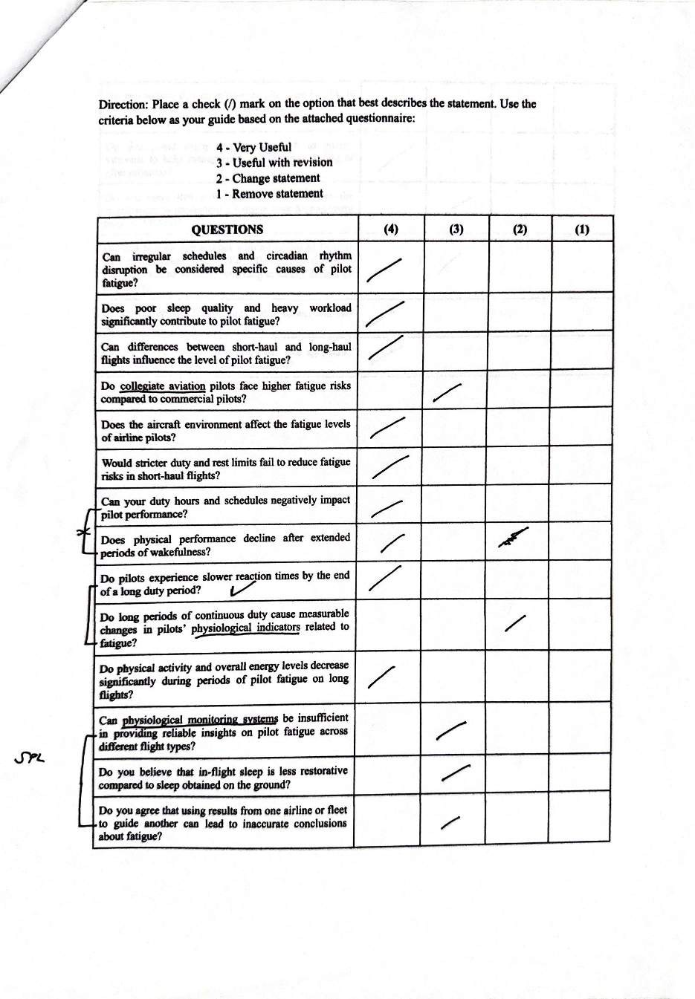 Direction: Place a check (/) mark on the option that best describes the statement. Use the
criteria below as your guide based on the attached questionnaire:
4 - Very Useful
3 - Useful with revision
2 - Change statement
1 - Remove statement
QUESTIONS (4) (3) (2) (1)
Can irregular schedules and circadian rhythm
disruption be considered specific causes of pilot
fatigue?
Does poor sleep quality and heavy workload
significantly contribute to pilot fatigue?
Can differences between short-haul and long-haul
flights influence the level of pilot fatigue?
Do collegiate aviation pilots face higher fatigue risks
compared to commercial pilots?
Does the aircraft environment affect the fatigue levels
of airline pilots?
Would stricter duty and rest limits fail to reduce fatigue
risks in short-haul flights?
Can your duty hours and schedules negatively impact
pilot performance?
Does physical performance decline after extended
periods of wakefulness?
Do pilots experience slower reaction times by the end
of a long duty period?
Do long periods of continuous duty cause measurable
changes in pilots' physiological indicators related to
fatigue?
Do physical activity and overall energy levels decrease
significantly during periods of pilot fatigue on long
flights?
Can physiological monitoring systems be insufficient
in providing reliable insights on pilot fatigue across
different flight types?
SPL
Do you believe that in-flight sleep is less restorative
compared to sleep obtained on the ground?
Do you agree that using results from one airline or fleet
to guide another can lead to inaccurate conclusions
about fatigue?